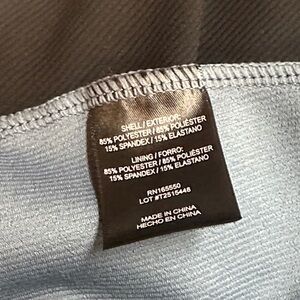 SHELL / EXTERIOR:
85% POLYESTER / 85% POLIÉSTER
15% SPANDEX / 15% ELASTANO
LINING / FORRO:
85% POLYESTER / 85% POLIÉSTER
15% SPANDEX / 15% ELASTANO
RN165550
LOT #T2515448
MADE IN CHINA
HECHO EN CHINA